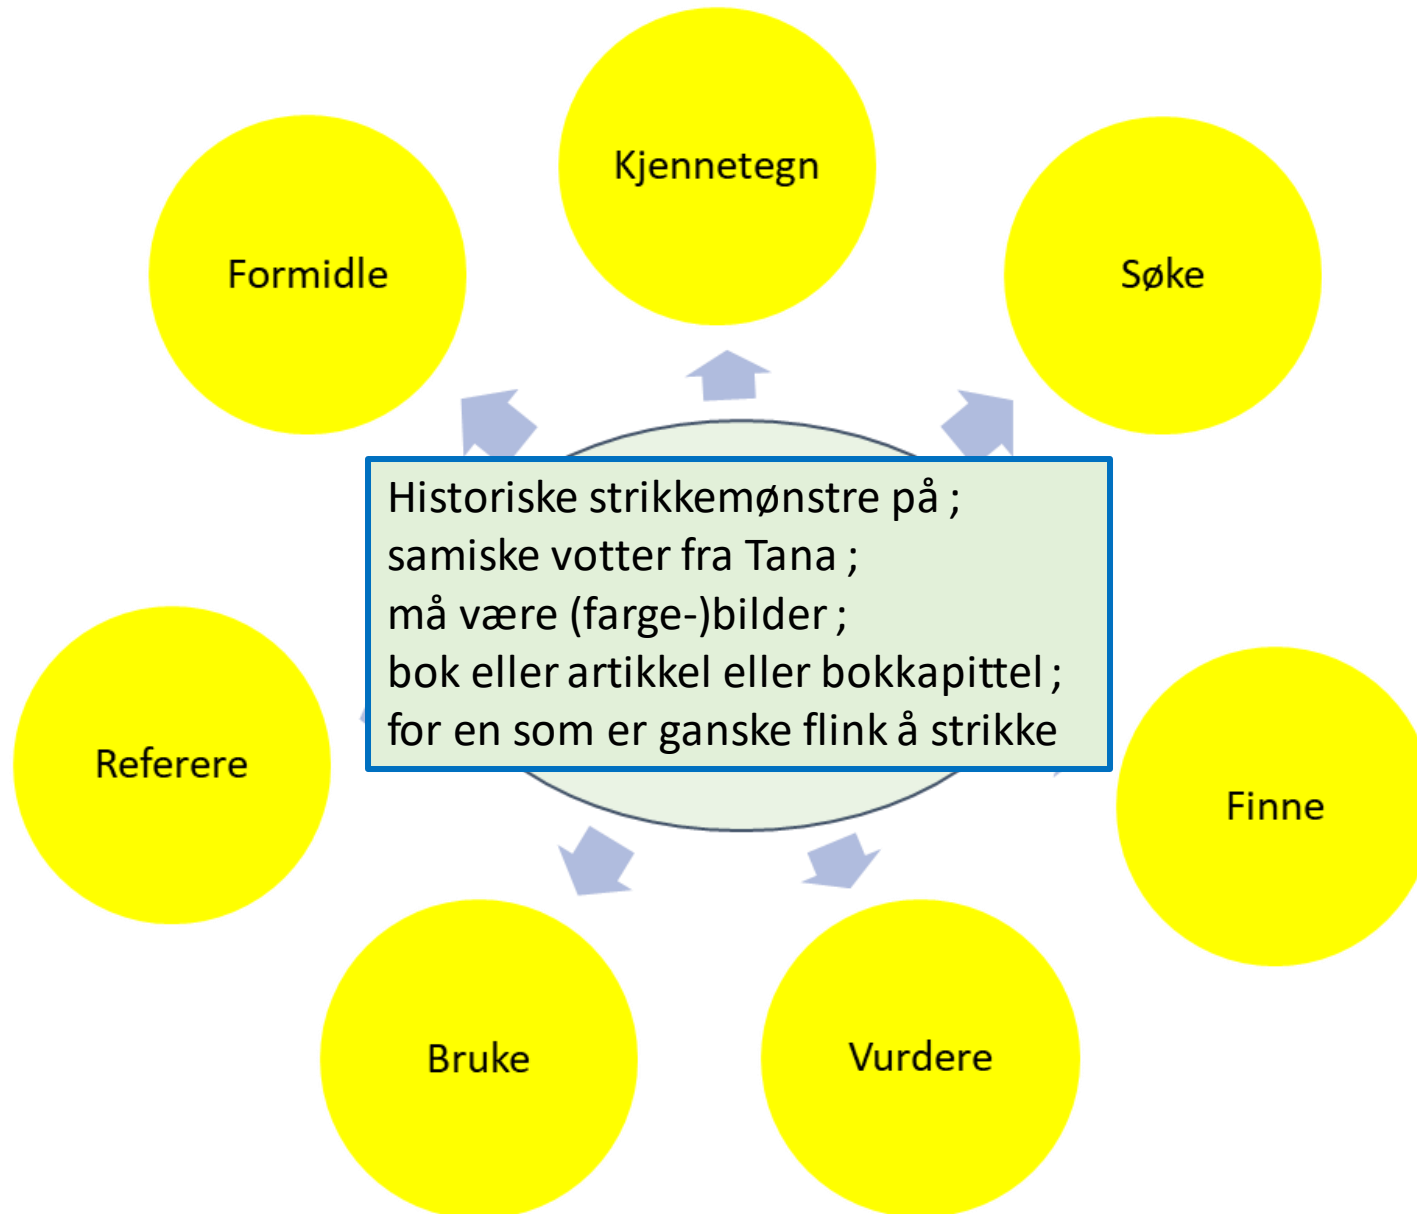 Kjennetegn
Formidle
Søke
Historiske strikkemønstre på ;
samiske votter fra Tana ;
må være (farge-)bilder ;
bok eller artikkel eller bokkapittel ;
for en som er ganske flink å strikke
Referere
Finne
Bruke
Vurdere